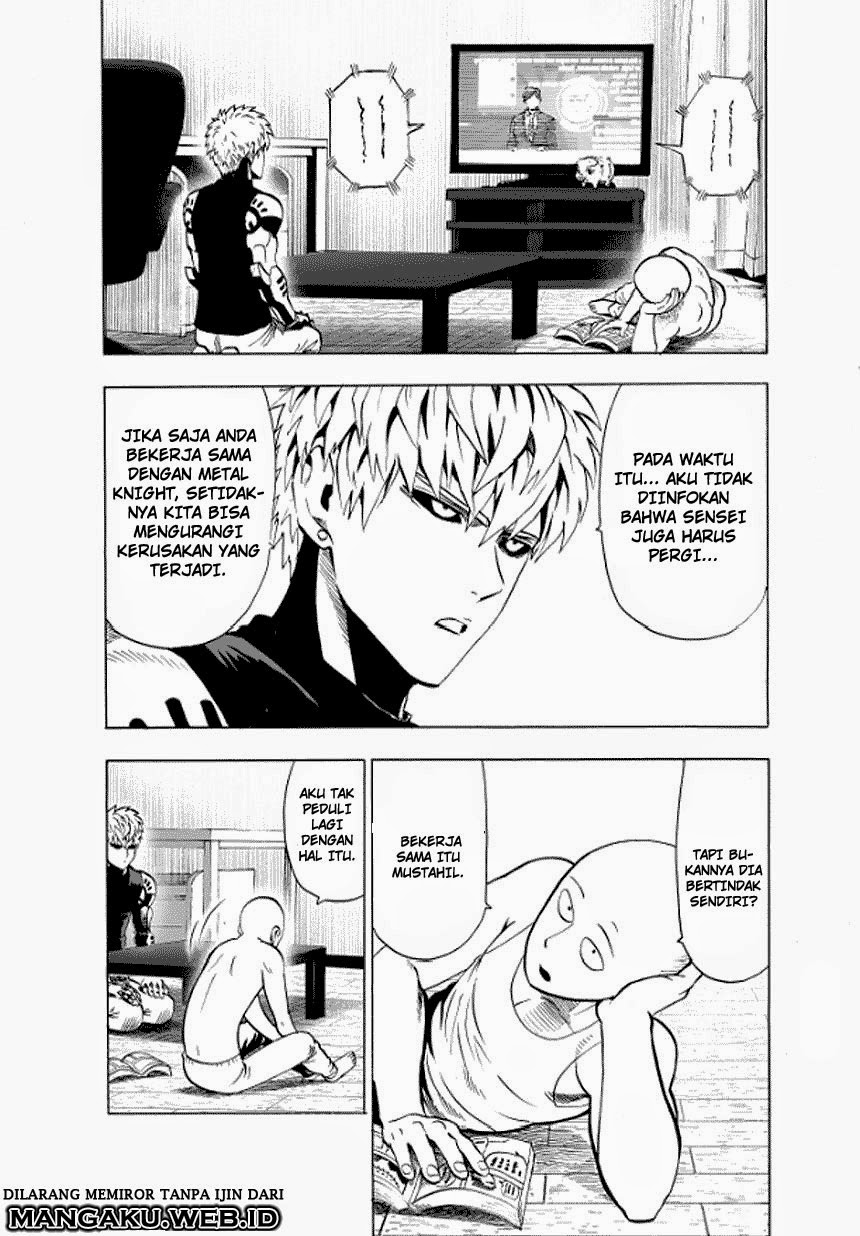 PADA WAKTU
ITU... AKU TIDAK
DIINFOKAN
BAHWA SENSEI
JUGA HARUS
PERGI...
JIKA SAJA ANDA
BEKERJA SAMA
DENGAN METAL
KNIGHT, SETIDAK-
NYA KITA BISA
MENGURANGI
KERUSAKAN YANG
TERJADI.
TAPI BU-
KANNYA DIA
BERTINDAK
SENDIRI?
BEKERJA
SAMA ITU
MUSTAHIL.
AKU TAK
PEDULI
LAGI
DENGAN
HAL ITU.
DILARANG MEMIROR TANPA IJIN DARI
MANGAKU.WEB.ID